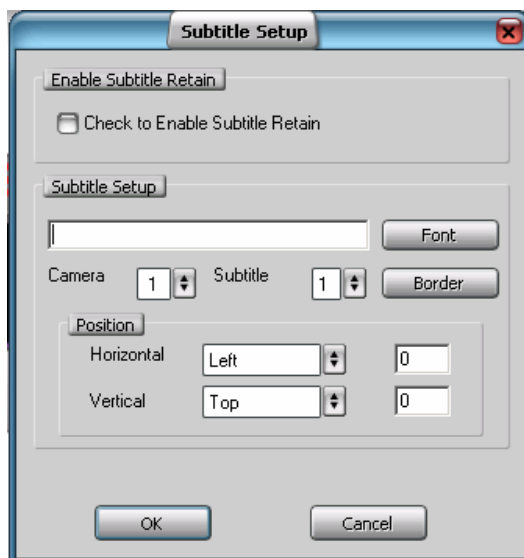 Subtitle Setup
Enable Subtitle Retain
Check to Enable Subtitle Retain
Subtitle Setup
Font
Camera 1 Subtitle 1 Border
Position
Horizontal Left 0
Vertical Top 0
OK Cancel